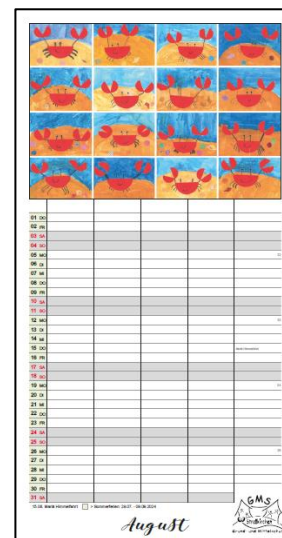 01 DO
02 FR
03 SA
04 SO
05 MO
06 DI
07 MI
08 DO
09 FR
10 SA
11 SO
12 MO
13 DI
14 MI
15 DO
16 FR
17 SA
18 SO
19 MO
20 DI
21 MI
22 DO
23 FR
24 SA
25 SO
26 MO
27 DI
28 MI
29 DO
30 FR
31 SA
August
GMS